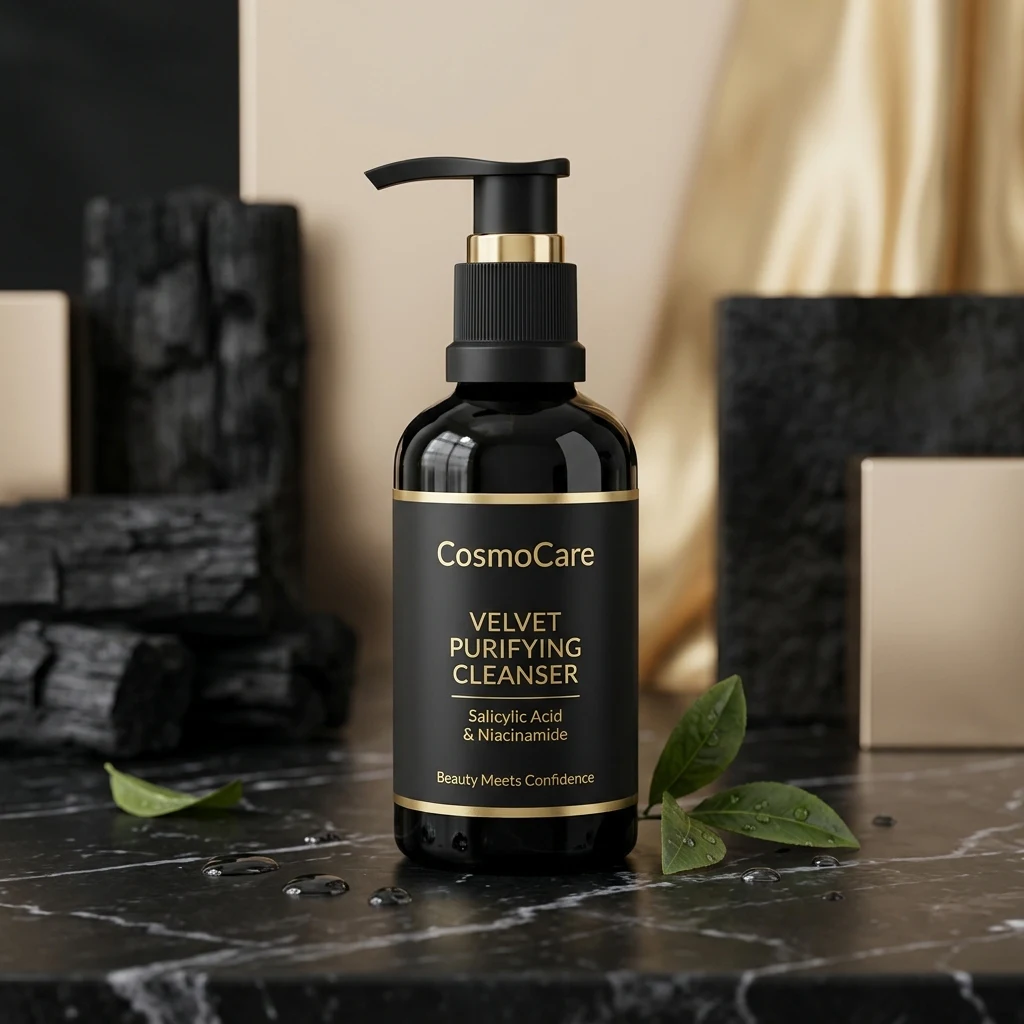 CosmoCare
VELVET
PURIFYING
CLEANSER
Salicylic Acid
& Niacinamide
Beauty Meets Confidence